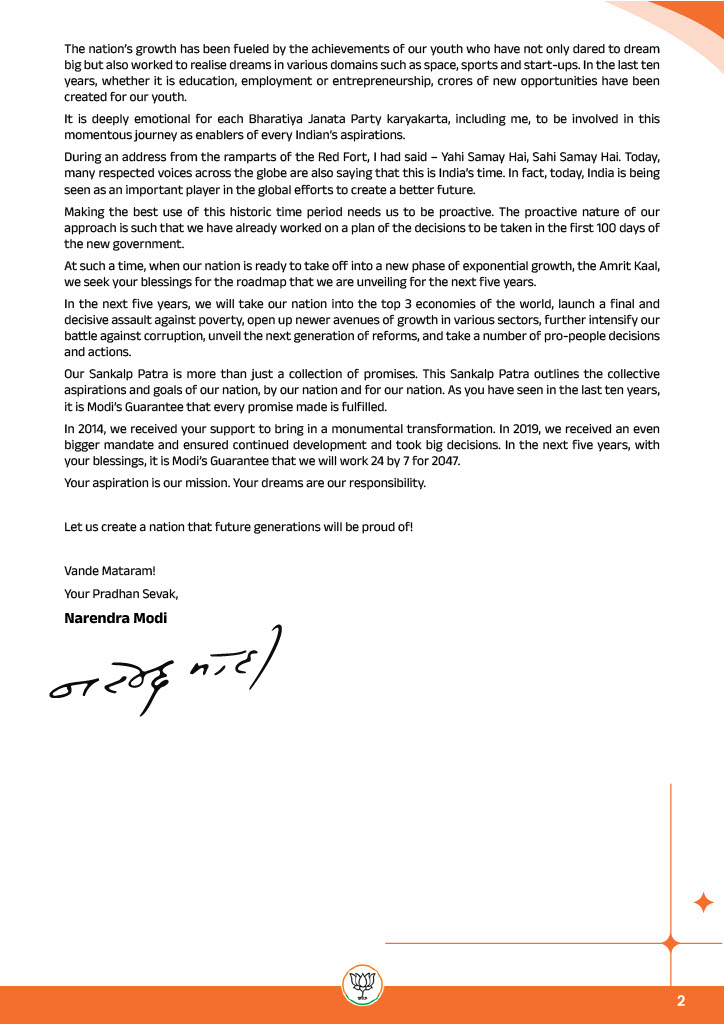 The nation's growth has been fueled by the achievements of our youth who have not only dared to dream
big but also worked to realise dreams in various domains such as space, sports and start-ups. In the last ten
years, whether it is education, employment or entrepreneurship, crores of new opportunities have been
created for our youth.
It is deeply emotional for each Bharatiya Janata Party karyakarta, including me, to be involved in this
momentous journey as enablers of every Indian's aspirations.
During an address from the ramparts of the Red Fort, I had said – Yahi Samay Hai, Sahi Samay Hai. Today,
many respected voices across the globe are also saying that this is India's time. In fact, today, India is being
seen as an important player in the global efforts to create a better future.
Making the best use of this historic time period needs us to be proactive. The proactive nature of our
approach is such that we have already worked on a plan of the decisions to be taken in the first 100 days of
the new government.
At such a time, when our nation is ready to take off into a new phase of exponential growth, the Amrit Kaal,
we seek your blessings for the roadmap that we are unveiling for the next five years.
In the next five years, we will take our nation into the top 3 economies of the world, launch a final and
decisive assault against poverty, open up newer avenues of growth in various sectors, further intensify our
battle against corruption, unveil the next generation of reforms, and take a number of pro-people decisions
and actions.
Our Sankalp Patra is more than just a collection of promises. This Sankalp Patra outlines the collective
aspirations and goals of our nation, by our nation and for our nation. As you have seen in the last ten years,
it is Modi's Guarantee that every promise made is fulfilled.
In 2014, we received your support to bring in a monumental transformation. In 2019, we received an even
bigger mandate and ensured continued development and took big decisions. In the next five years, with
your blessings, it is Modi's Guarantee that we will work 24 by 7 for 2047.
Your aspiration is our mission. Your dreams are our responsibility.
Let us create a nation that future generations will be proud of!
Vande Mataram!
Your Pradhan Sevak,
Narendra Modi
नरेन्द्र मोदी
2